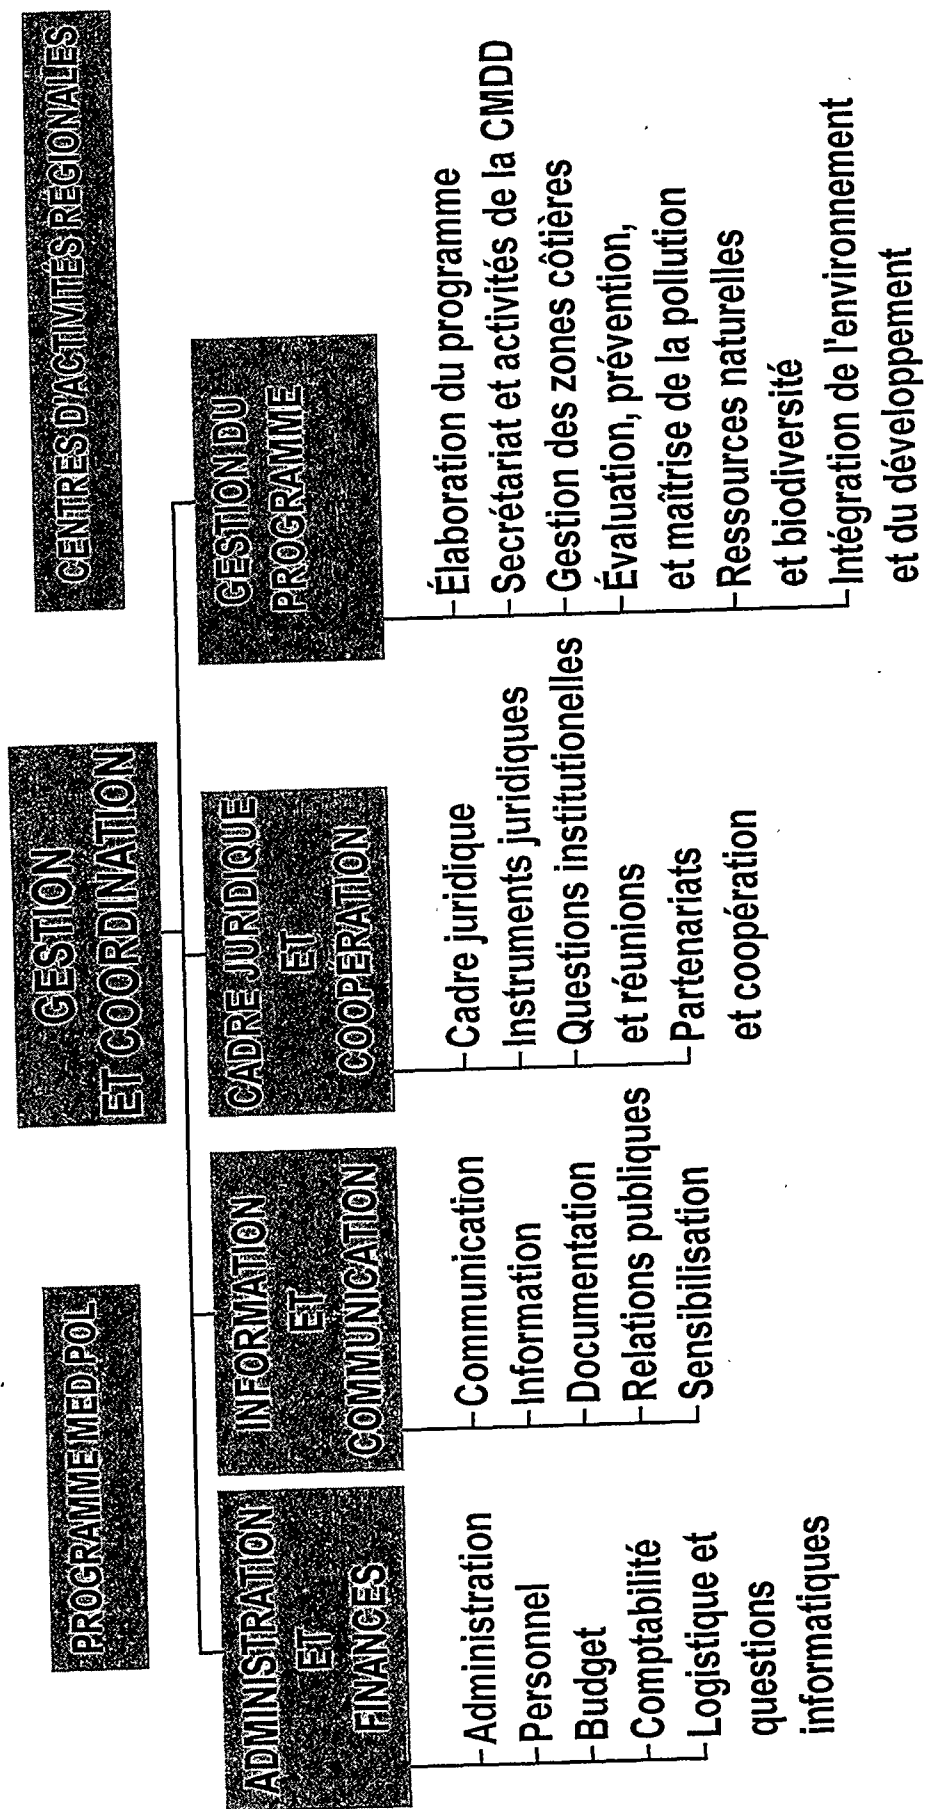 PROGRAMME MED POL
GESTION
ET COORDINATION
CENTRES D'ACTIVITÉS RÉGIONALES
ADMINISTRATION
ET
FINANCES
Administration
Personnel
Budget
Comptabilité
Logistique et
questions
informatiques
INFORMATION
ET
COMMUNICATION
Communication
Information
Documentation
Relations publiques
Sensibilisation
CADRE JURIDIQUE
ET
COOPÉRATION
Cadre juridique
Instruments juridiques
Questions institutionelles
et réunions
Partenariats
et coopération
GESTION DU
PROGRAMME
Élaboration du programme
Secrétariat et activités de la CMDD
Gestion des zones côtières
Évaluation, prévention,
et maîtrise de la pollution
Ressources naturelles
et biodiversité
Intégration de l'environnement
et du développement